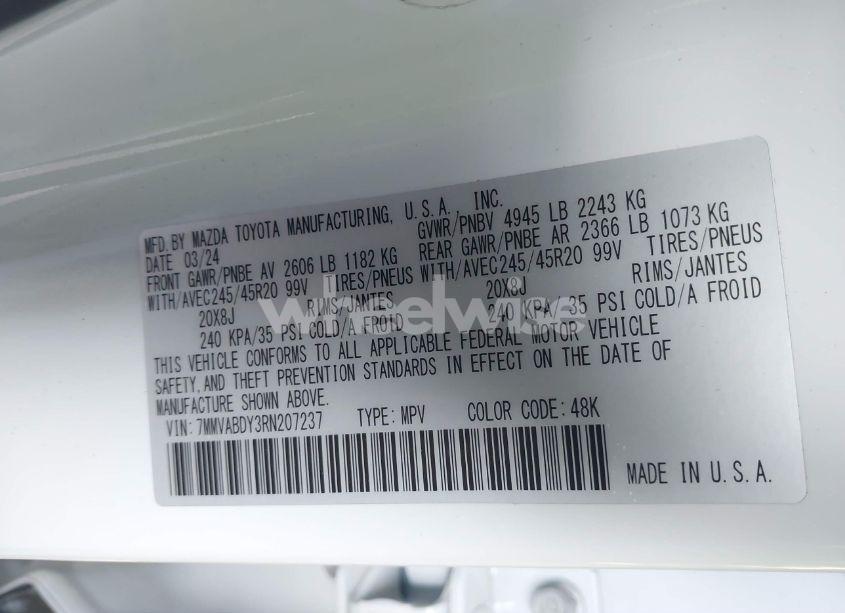 MFD. BY MAZDA TOYOTA MANUFACTURING, U.S.A. INC.
DATE 03/24 GVWR/PNBV 4945 LB 2243 KG
FRONT GAWR/PNBE AV 2606 LB 1182 KG REAR GAWR/PNBE AR 2366 LB 1073 KG
WITH/AVEC245/45R20 99V TIRES/PNEUS WITH/AVEC245/45R20 99V TIRES/PNEUS
20X8J RIMS/JANTES 20X8J RIMS/JANTES
240 KPA/35 PSI COLD/A FROID 240 KPA/35 PSI COLD/A FROID
THIS VEHICLE CONFORMS TO ALL APPLICABLE FEDERAL MOTOR VEHICLE
SAFETY, AND THEFT PREVENTION STANDARDS IN EFFECT ON THE DATE OF
MANUFACTURE SHOWN ABOVE.
VIN: 7MMVABDY3RN207237 TYPE: MPV COLOR CODE: 48K
MADE IN U.S.A.
wheelwise